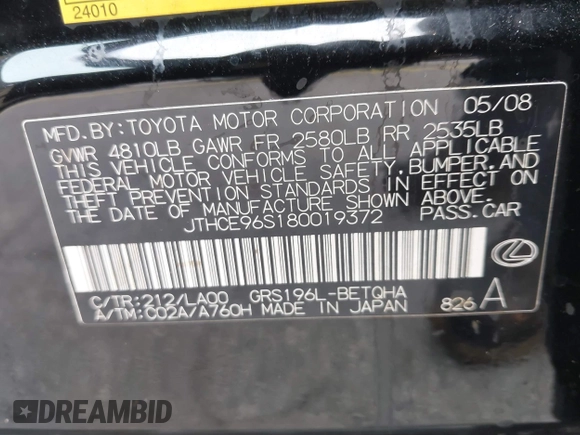 24010
MFD.BY:TOYOTA MOTOR CORPORATION 05/08
GVWR 4810LB GAWR FR 2580LB RR 2535LB
THIS VEHICLE CONFORMS TO ALL APPLICABLE
FEDERAL MOTOR VEHICLE SAFETY,BUMPER,AND
THEFT PREVENTION STANDARDS IN EFFECT ON
THE DATE OF MANUFACTURE SHOWN ABOVE.
JTHCE96S180019372 PASS.CAR
C/TR:212/LA00 GRS196L-BETQHA
A/TM:C02A/A760H MADE IN JAPAN 826 A
DREAMBID